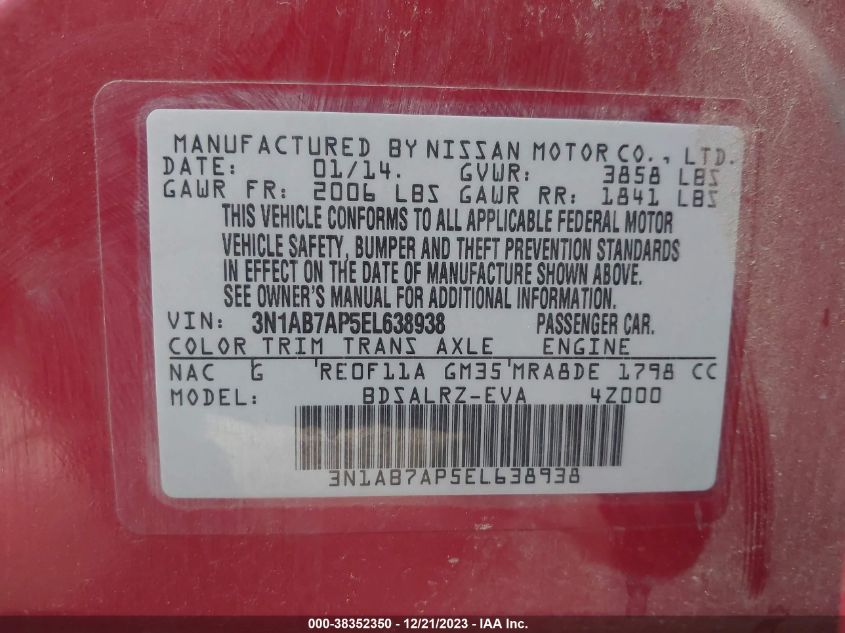 MANUFACTURED BY NISSAN MOTOR CO., LTD.
DATE: 01/14. GVWR: 3858 LBS
GAWR FR: 2006 LBS GAWR RR: 1841 LBS
THIS VEHICLE CONFORMS TO ALL APPLICABLE FEDERAL MOTOR
VEHICLE SAFETY, BUMPER AND THEFT PREVENTION STANDARDS
IN EFFECT ON THE DATE OF MANUFACTURE SHOWN ABOVE.
SEE OWNER'S MANUAL FOR ADDITIONAL INFORMATION.
VIN: 3N1AB7AP5EL638938 PASSENGER CAR.
COLOR TRIM TRANS AXLE ENGINE
NAC G RE0F11A GM35 MRA8DE 1798 CC
MODEL: BDSALRZ-EVA 4Z000
3N1AB7AP5EL638938
000-38352350 - 12/21/2023 - IAA Inc.